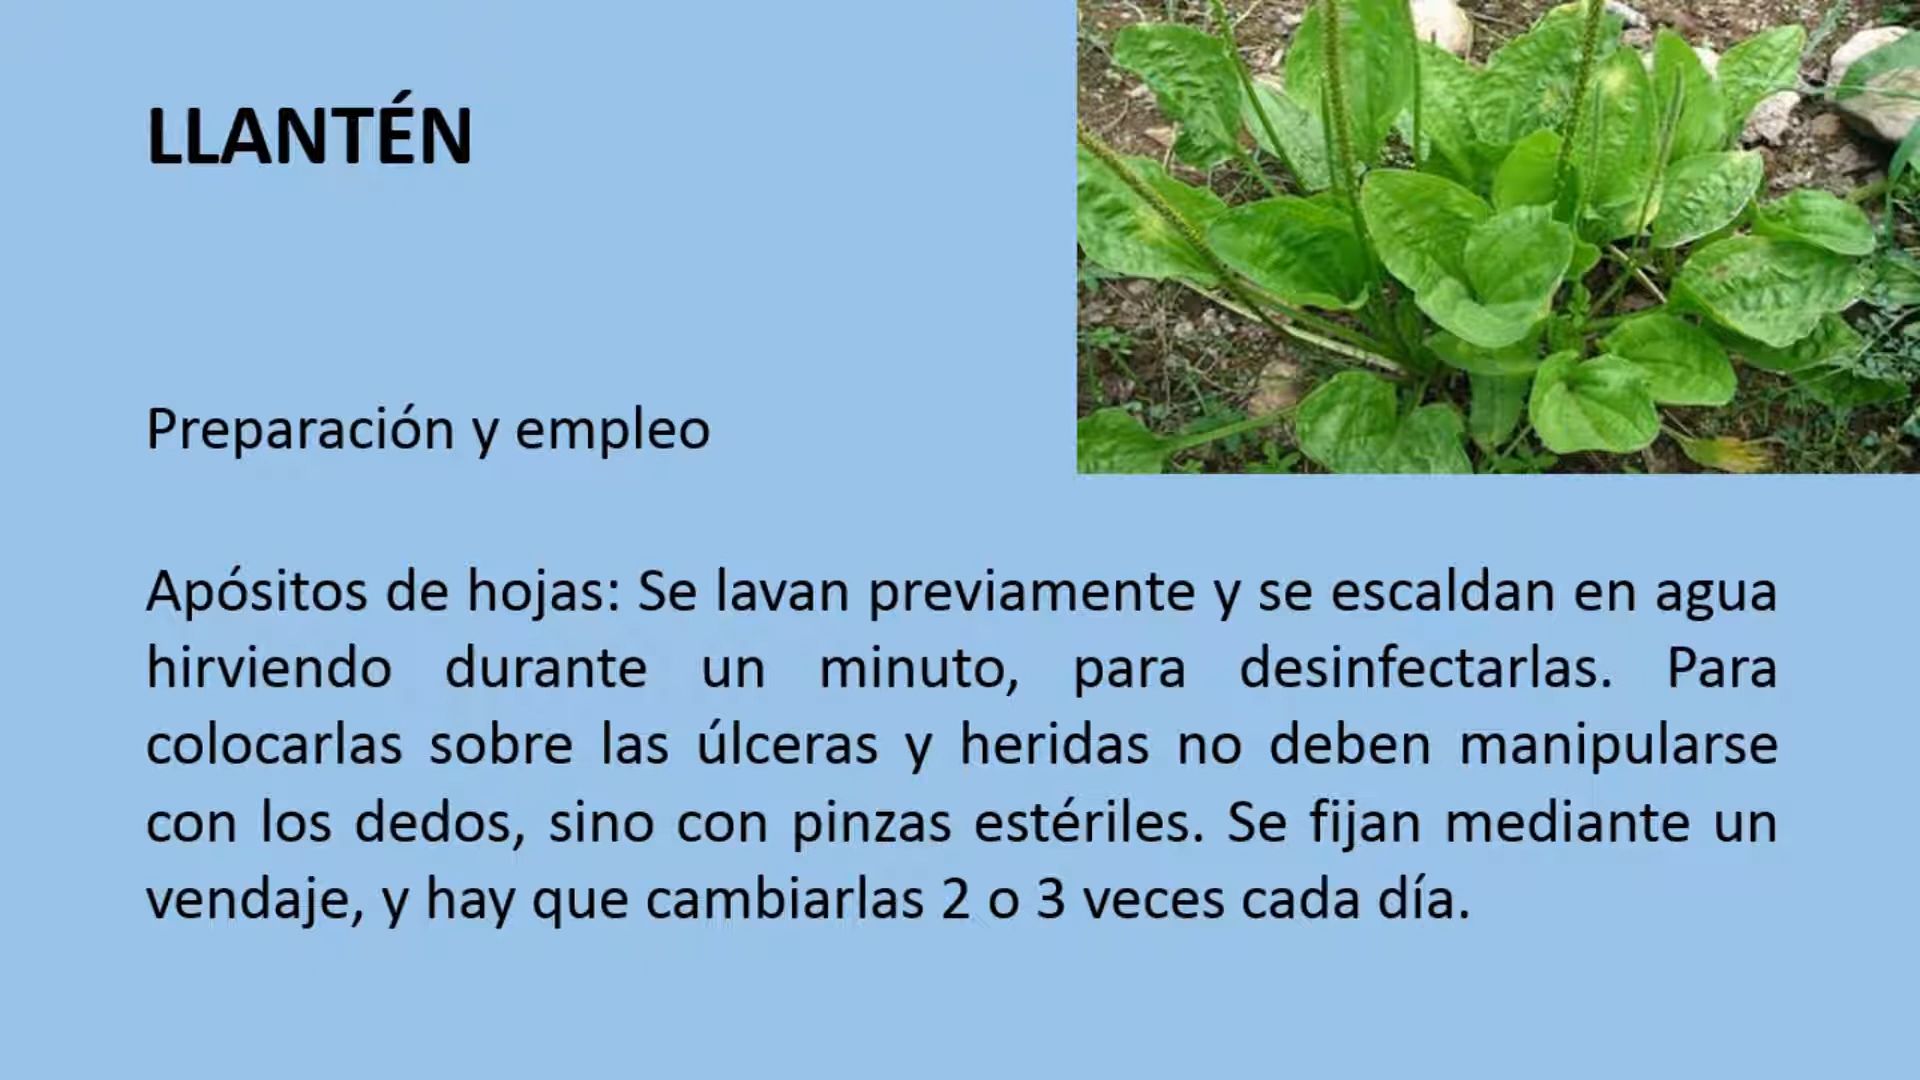 LLANTÉN
Preparación y empleo
Apósitos de hojas: Se lavan previamente y se escaldan en agua
hirviendo durante un minuto, para desinfectarlas. Para
colocarlas sobre las úlceras y heridas no deben manipularse
con los dedos, sino con pinzas estériles. Se fijan mediante un
vendaje, y hay que cambiarlas 2 o 3 veces cada día.